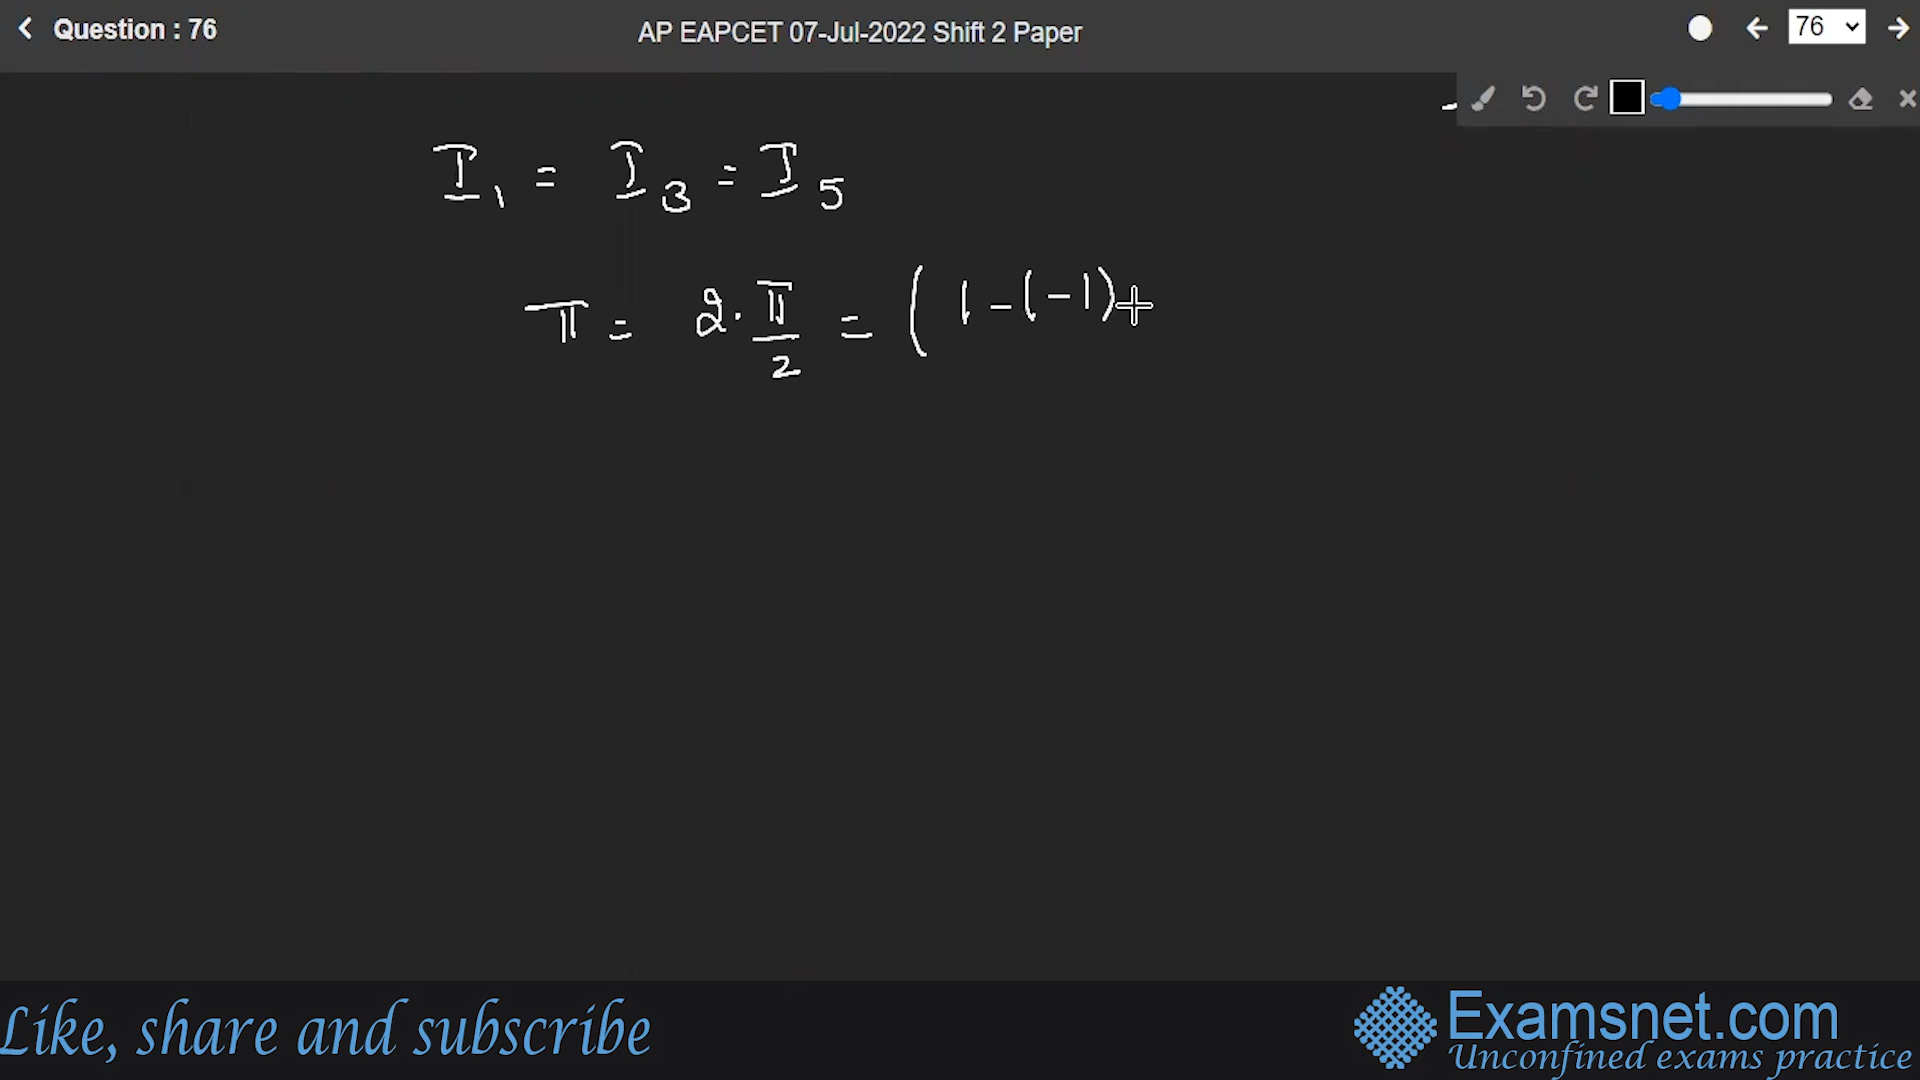 Question : 76
AP EAPCET 07-Jul-2022 Shift 2 Paper
76
I₁ = I₃ = I₅
π = 2 · π/2 = ( 1 - ( - 1 )
Like, share and subscribe
Examsnet.com
Unconfined exams practice